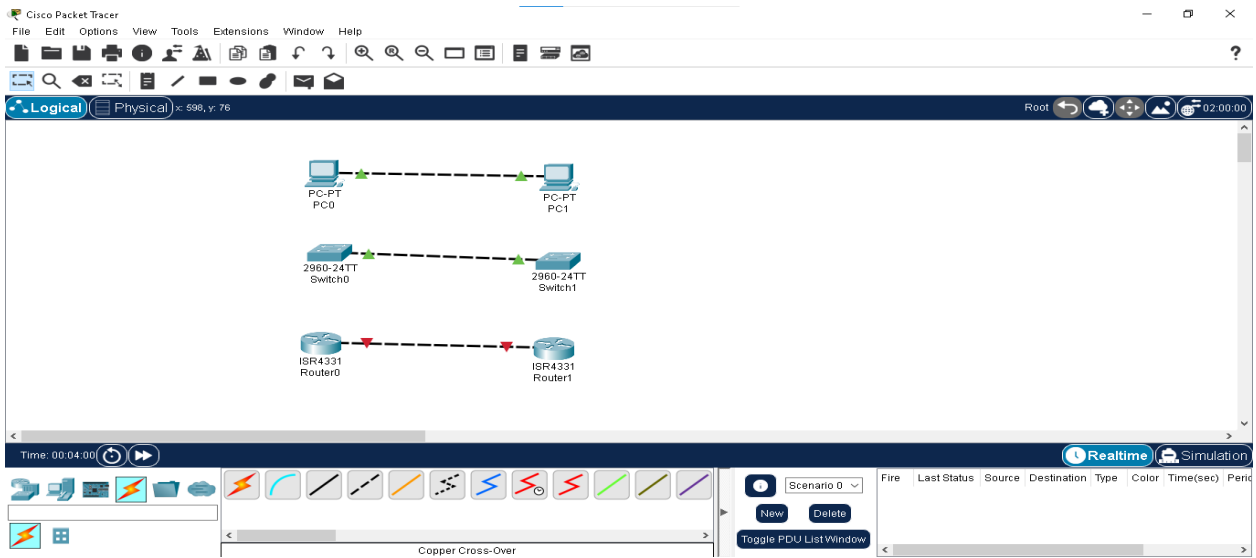 Cisco Packet Tracer
File Edit Options View Tools Extensions Window Help
?
Logical Physical x: 598, y: 76 Root 02:00:00
PC-PT
PC0
PC-PT
PC1
2960-24TT
Switch0
2960-24TT
Switch1
ISR4331
Router0
ISR4331
Router1
Time: 00:04:00 Realtime Simulation
Scenario 0
New Delete
Toggle PDU List Window
Fire Last Status Source Destination Type Color Time(sec) Peric
Copper Cross-Over